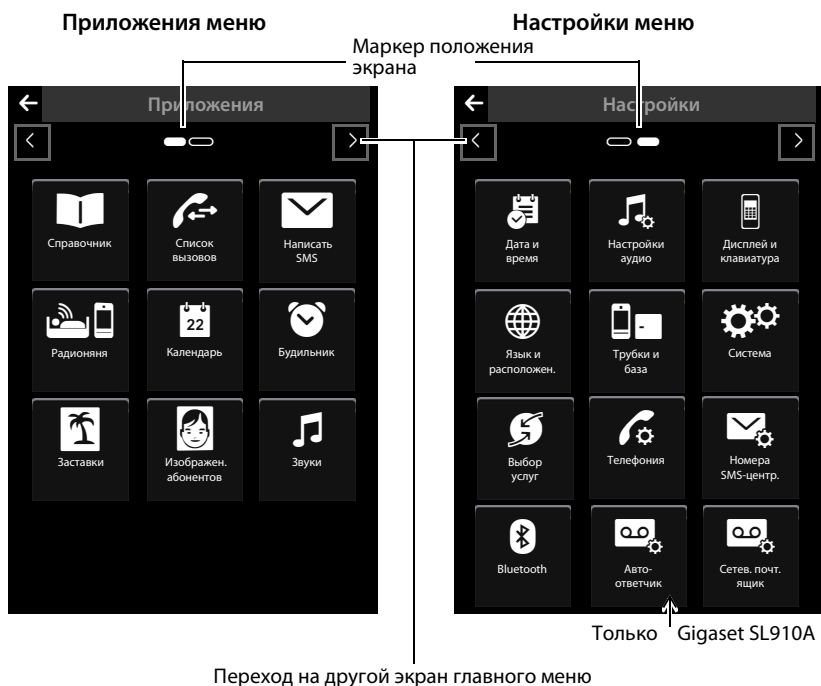 Приложения меню
Настройки меню
Маркер положения
экрана
Приложения
Настройки
Справочник
Список
вызовов
Написать
SMS
Дата и
время
Настройки
аудио
Дисплей и
клавиатура
Радионяня
22
Календарь
Будильник
Язык и
расположен.
Трубки и
база
Система
Заставки
Изображен.
абонентов
Звуки
Выбор
услуг
Телефония
Номера
SMS-центр.
Bluetooth
Авто-
ответчик
Сетев. почт.
ящик
Только Gigaset SL910A
Переход на другой экран главного меню